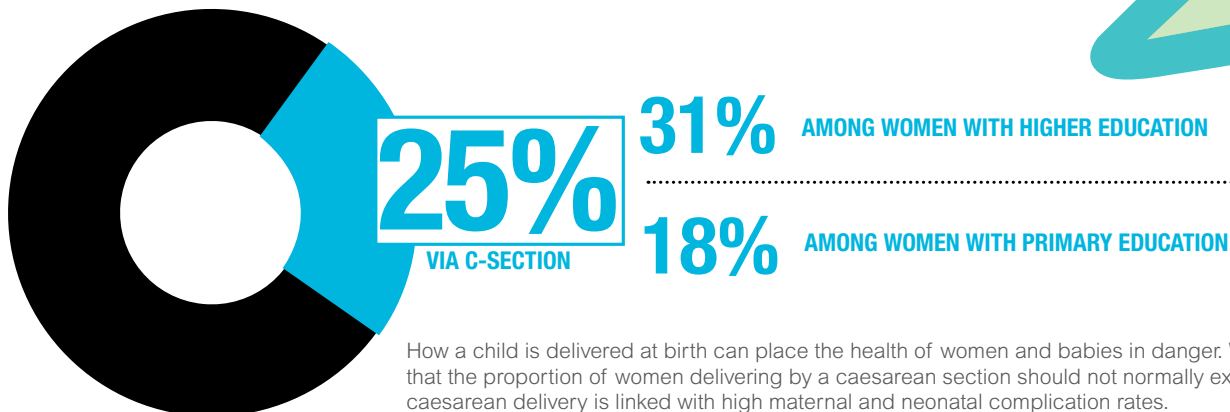 25%
VIA C-SECTION
31% AMONG WOMEN WITH HIGHER EDUCATION
18% AMONG WOMEN WITH PRIMARY EDUCATION
How a child is delivered at birth can place the health of women and babies in danger.
that the proportion of women delivering by a caesarean section should not normally
caesarean delivery is linked with high maternal and neonatal complication rates.